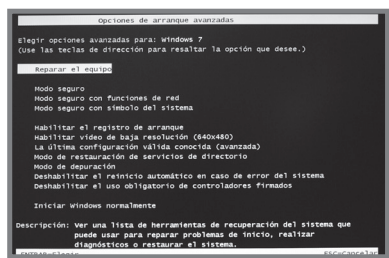 Opciones de arranque avanzadas
Elegir opciones avanzadas para: Windows 7
(Use las teclas de dirección para resaltar la opción que desee.)
Reparar el equipo
Modo seguro
Modo seguro con funciones de red
Modo seguro con símbolo del sistema
Habilitar el registro de arranque
Habilitar vídeo de baja resolución (640x480)
La última configuración válida conocida (avanzada)
Modo de restauración de servicios de directorio
Modo de depuración
Deshabilitar el reinicio automático en caso de error del sistema
Deshabilitar el uso obligatorio de controladores firmados
Iniciar Windows normalmente
Descripción: Ver una lista de herramientas de recuperación del sistema que
puede usar para reparar problemas de inicio, realizar
diagnósticos o restaurar el sistema.
ENTRAR=Elegir ESC=Cancelar